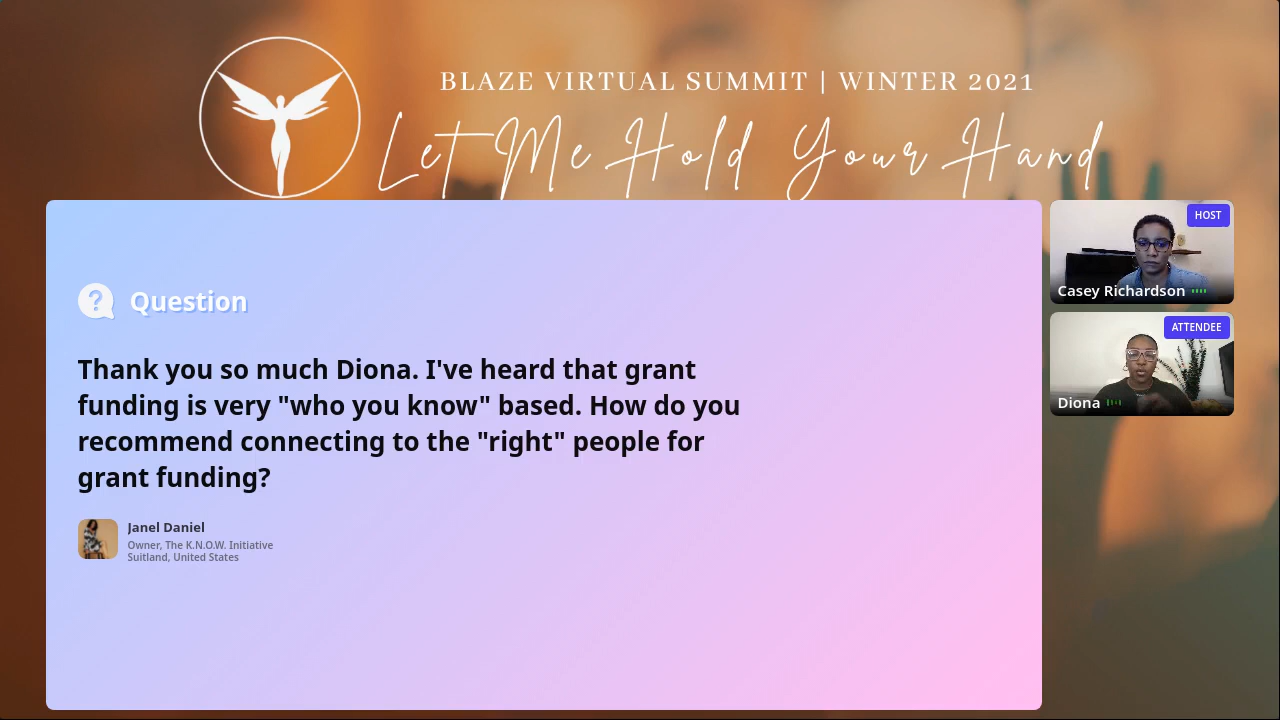 BLAZE VIRTUAL SUMMIT | WINTER 2021
Let Me Hold Your Hand
Question
Thank you so much Diona. I've heard that grant
funding is very "who you know" based. How do you
recommend connecting to the "right" people for
grant funding?
Janel Daniel
Owner, The K.N.O.W. Initiative
Suitland, United States
HOST
Casey Richardson
ATTENDEE
Diona